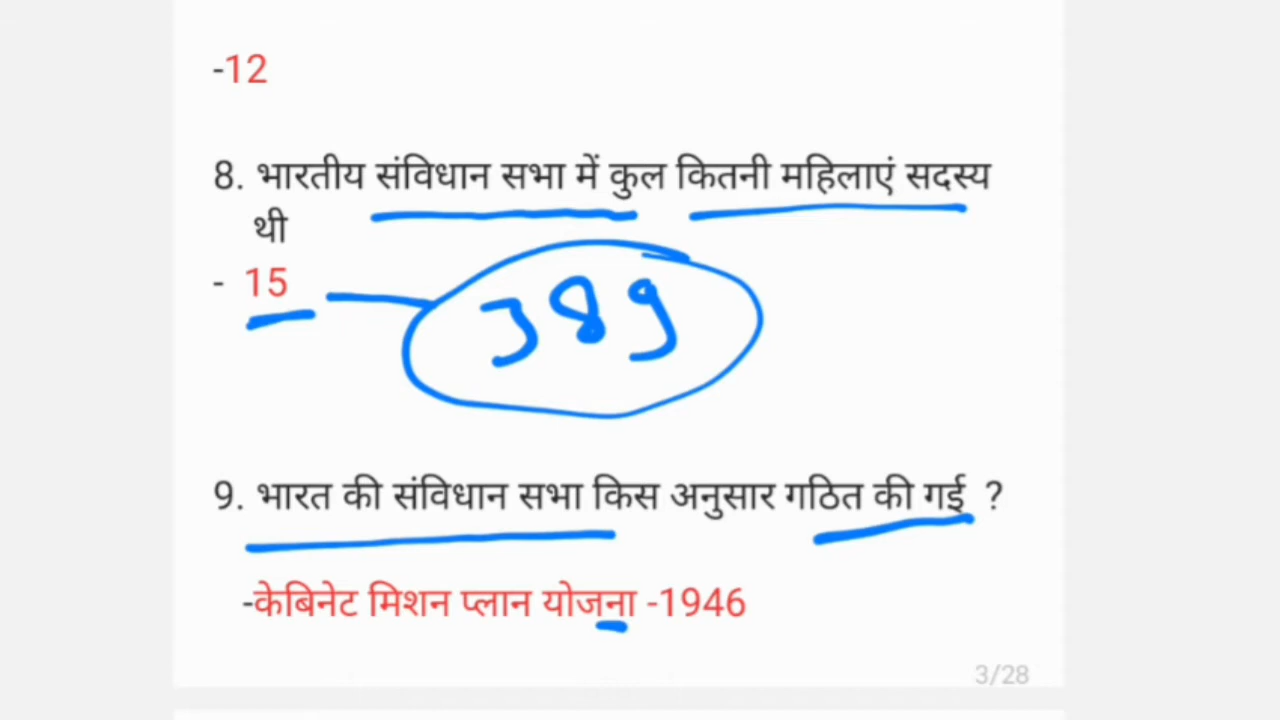 -12
8. भारतीय संविधान सभा में कुल कितनी महिलाएं सदस्य
थी
- 15
389
9. भारत की संविधान सभा किस अनुसार गठित की गई ?
-केबिनेट मिशन प्लान योजना -1946
3/28